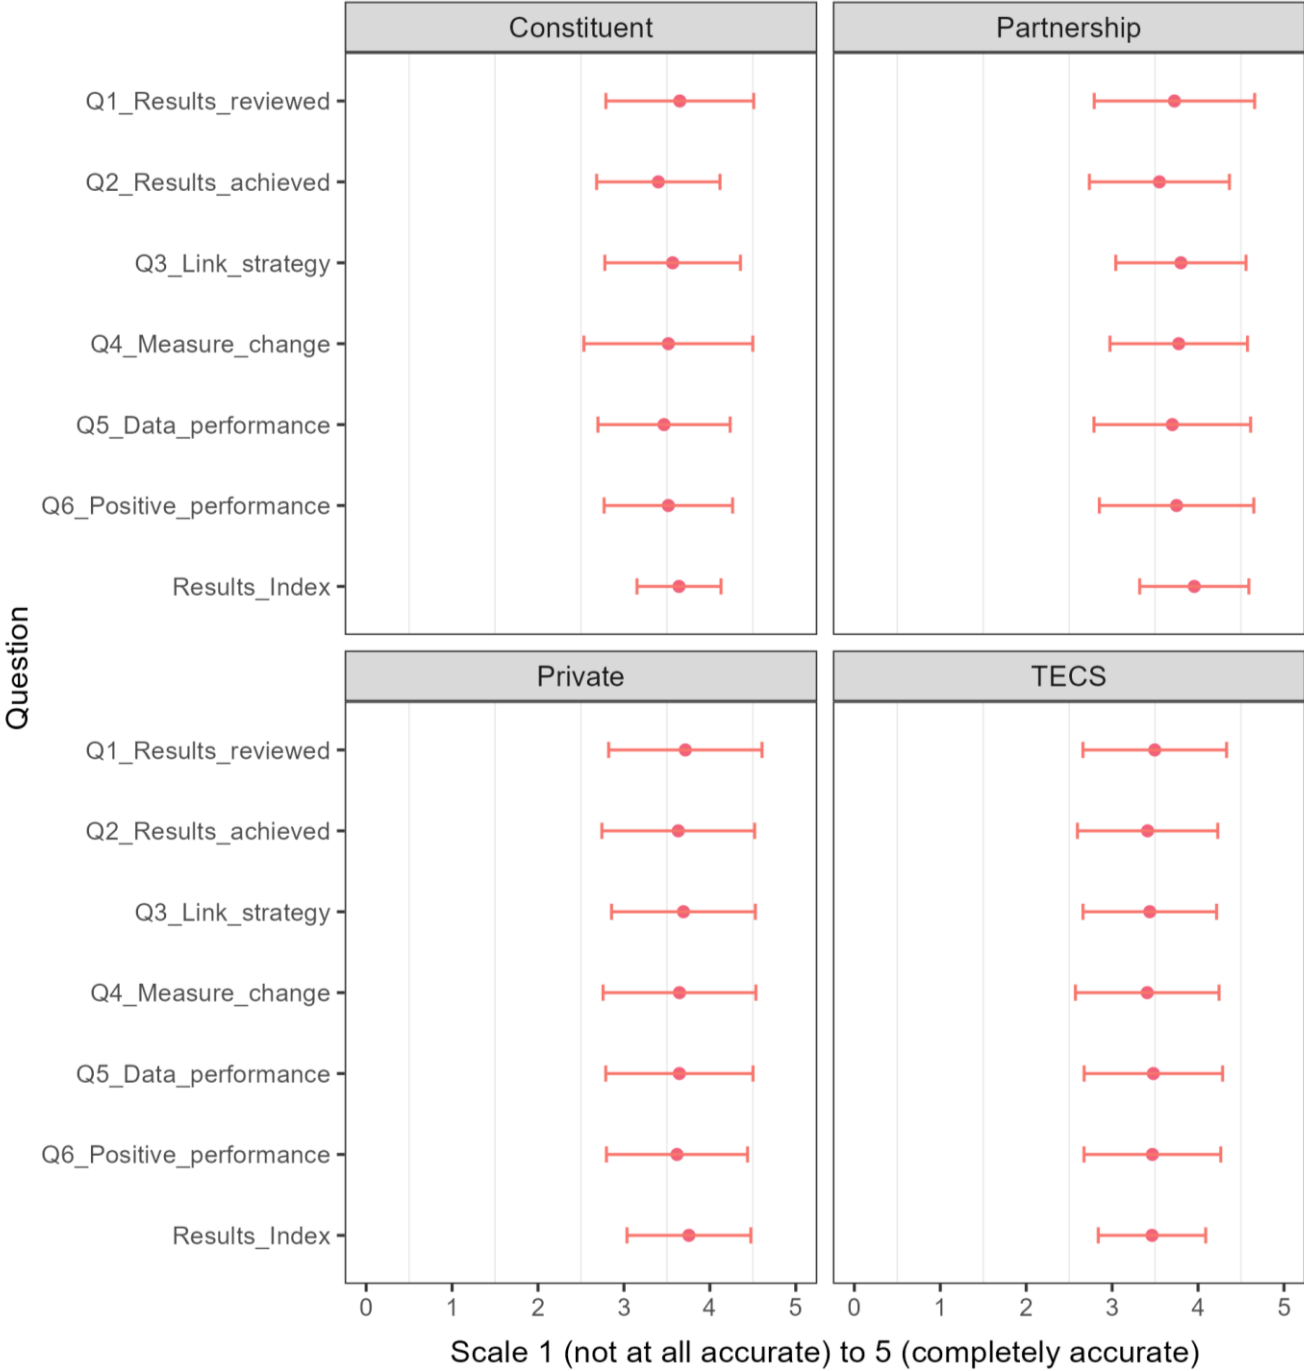 Constituent
Partnership
Q1_Results_reviewed
Q2_Results_achieved
Q3_Link_strategy
Q4_Measure_change
Q5_Data_performance
Q6_Positive_performance
Results_Index
Question
Private
TECS
Q1_Results_reviewed
Q2_Results_achieved
Q3_Link_strategy
Q4_Measure_change
Q5_Data_performance
Q6_Positive_performance
Results_Index
0 1 2 3 4 5 0 1 2 3 4 5
Scale 1 (not at all accurate) to 5 (completely accurate)